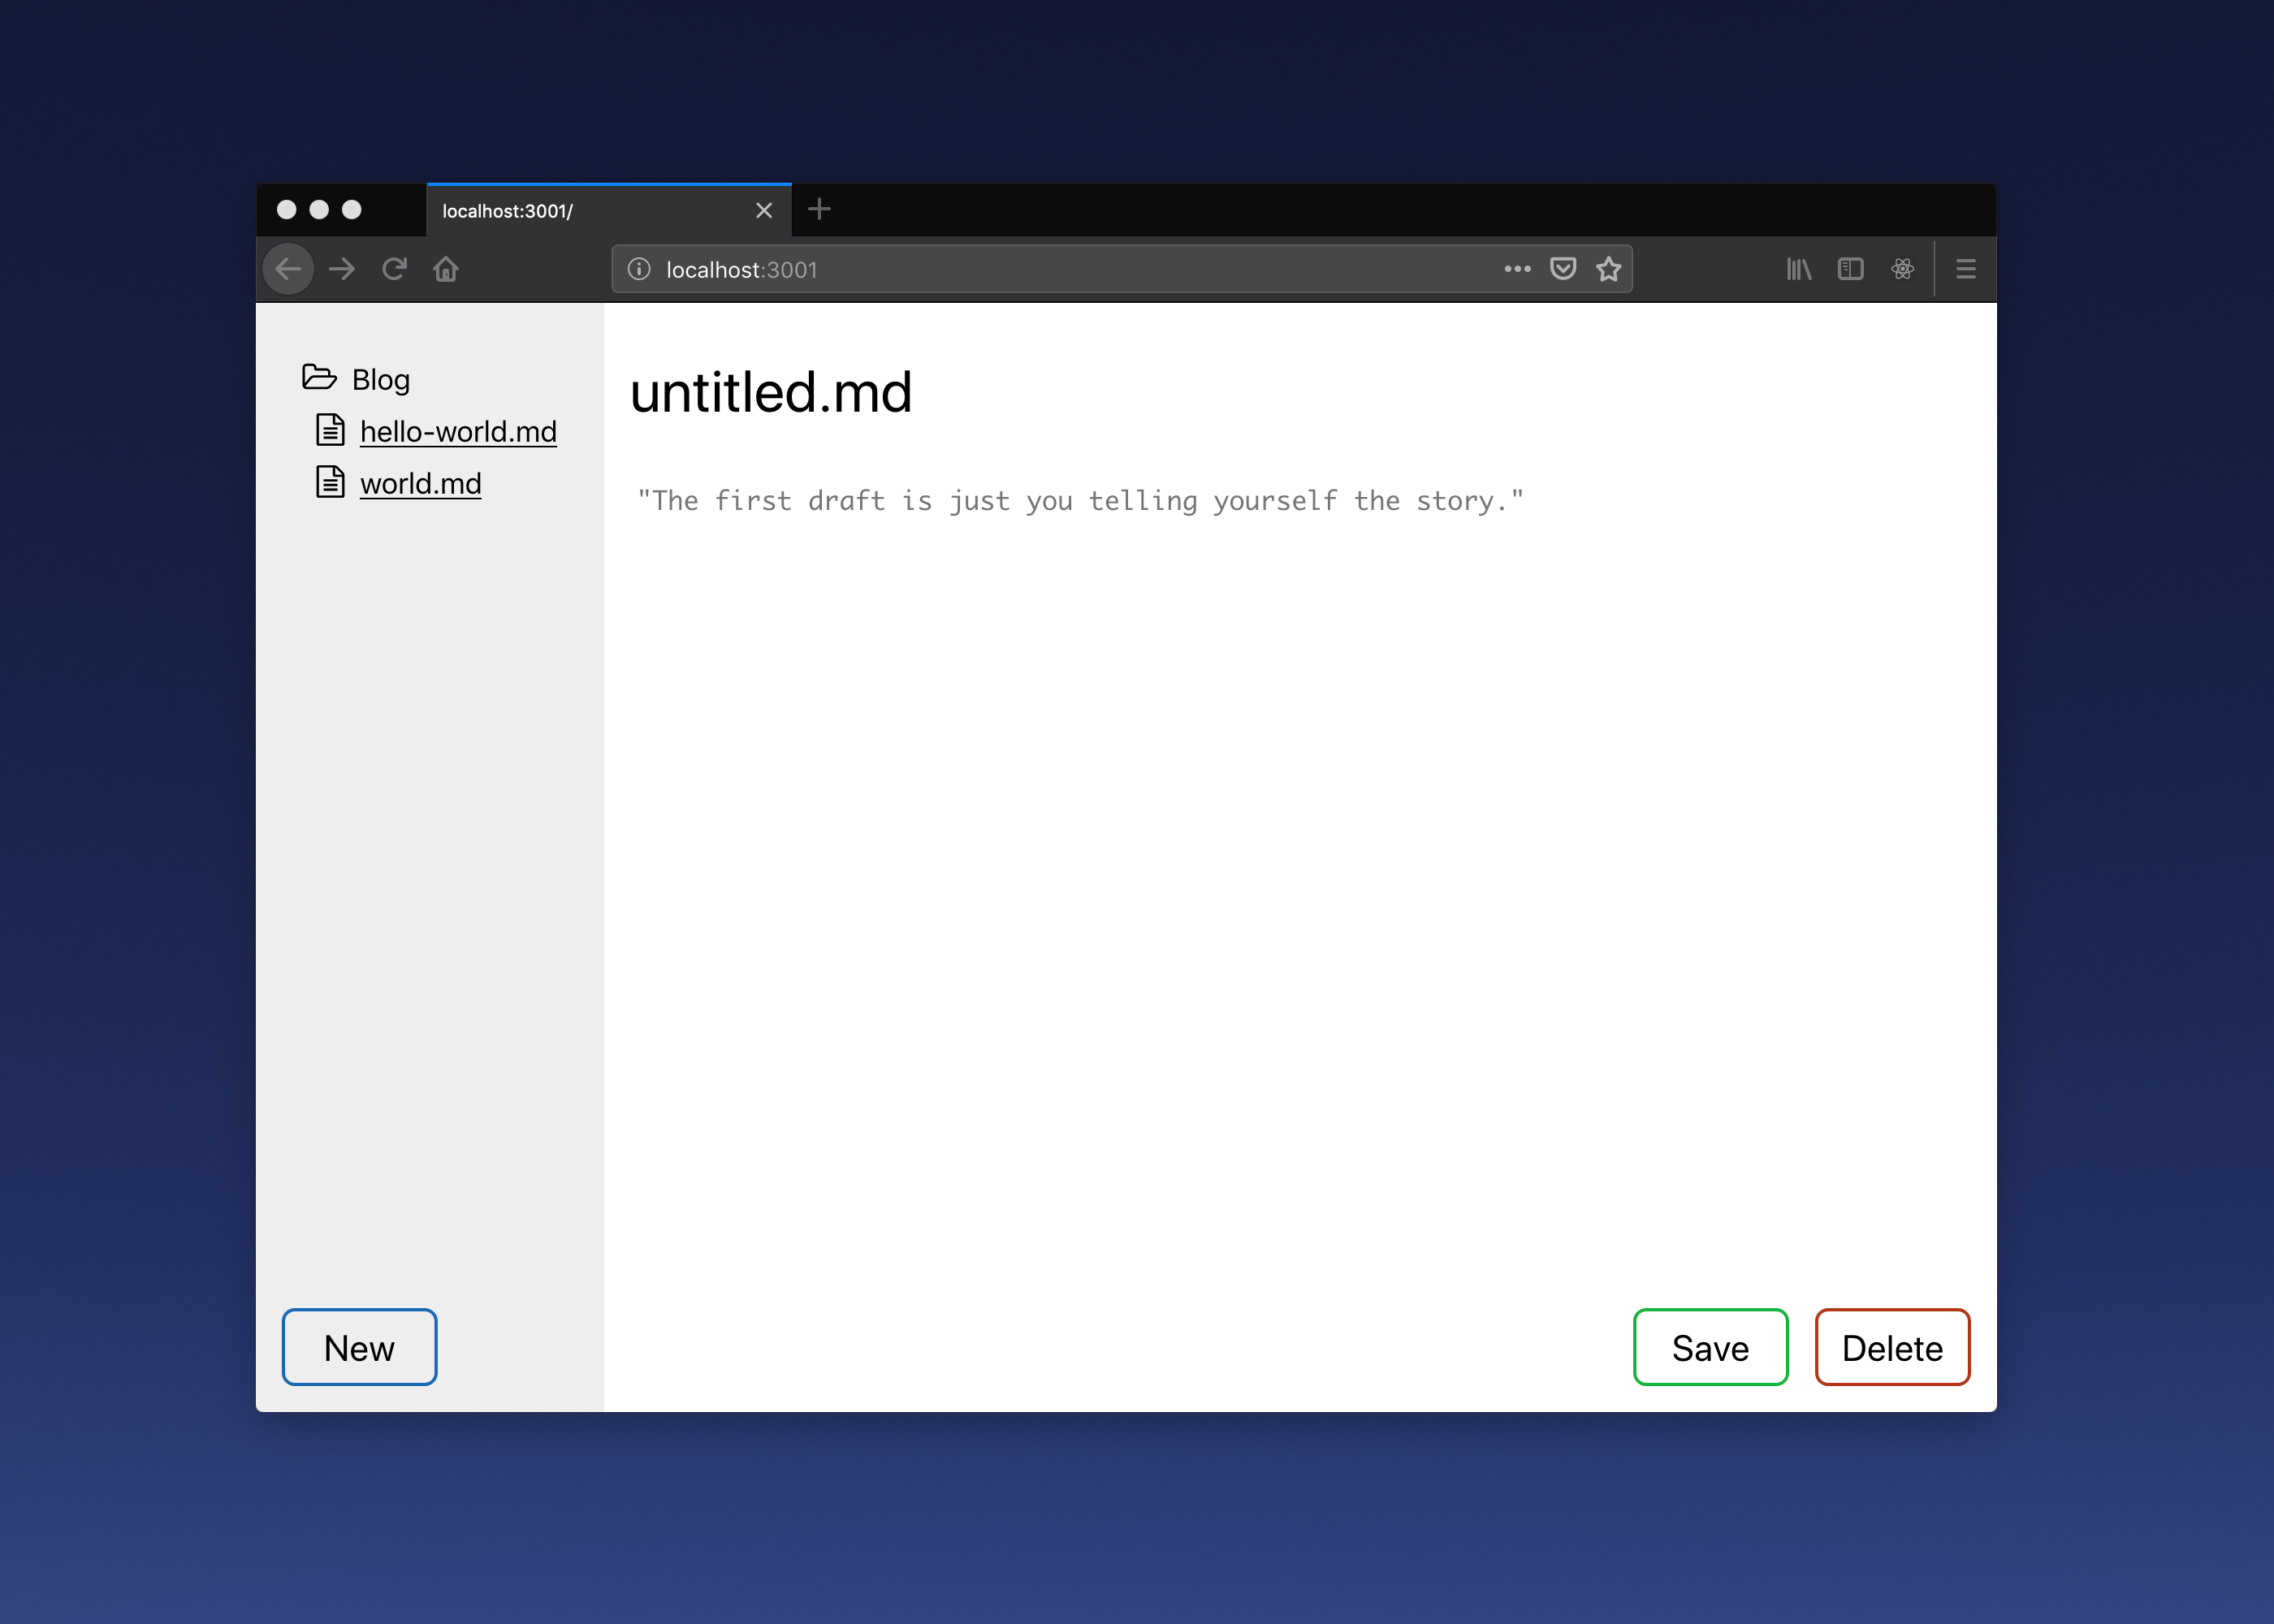 localhost:3001/
localhost:3001
Blog
hello-world.md
world.md
untitled.md
"The first draft is just you telling yourself the story."
New
Save
Delete